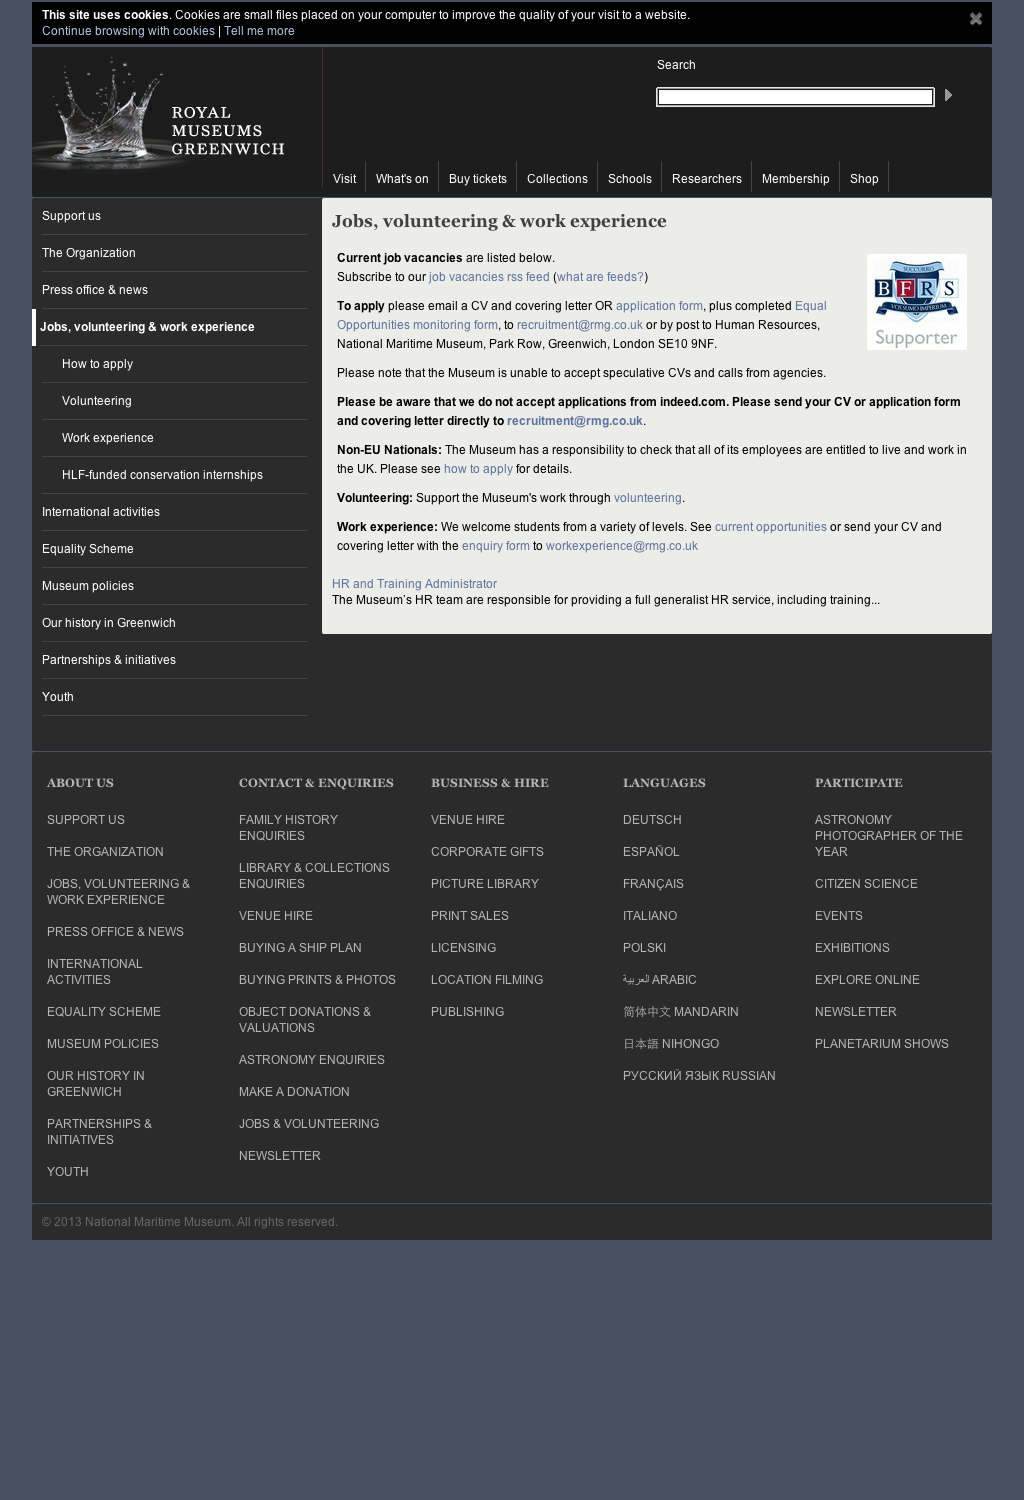 This site uses cookies. Cookies are small files placed on your computer to improve the quality of your visit to a website.
Continue browsing with cookies | Tell me more
ROYAL
MUSEUMS
GREENWICH
Search
Visit
What's on
Buy tickets
Collections
Schools
Researchers
Membership
Shop
Support us
The Organization
Press office & news
Jobs, volunteering & work experience
How to apply
Volunteering
Work experience
HLF-funded conservation internships
International activities
Equality Scheme
Museum policies
Our history in Greenwich
Partnerships & initiatives
Youth
Jobs, volunteering & work experience
Current job vacancies are listed below.
Subscribe to our job vacancies rss feed (what are feeds?)
SUCCURRO
BFRS
VOS SUMO IMPERIUM
Supporter
To apply please email a CV and covering letter OR application form, plus completed Equal
Opportunities monitoring form, to recruitment@rmg.co.uk or by post to Human Resources,
National Maritime Museum, Park Row, Greenwich, London SE10 9NF.
Please note that the Museum is unable to accept speculative CVs and calls from agencies.
Please be aware that we do not accept applications from indeed.com. Please send your CV or application form
and covering letter directly to recruitment@rmg.co.uk.
Non-EU Nationals: The Museum has a responsibility to check that all of its employees are entitled to live and work in
the UK. Please see how to apply for details.
Volunteering: Support the Museum's work through volunteering.
Work experience: We welcome students from a variety of levels. See current opportunities or send your CV and
covering letter with the enquiry form to workexperience@rmg.co.uk
HR and Training Administrator
The Museum's HR team are responsible for providing a full generalist HR service, including training...
ABOUT US
SUPPORT US
THE ORGANIZATION
JOBS, VOLUNTEERING &
WORK EXPERIENCE
PRESS OFFICE & NEWS
INTERNATIONAL
ACTIVITIES
EQUALITY SCHEME
MUSEUM POLICIES
OUR HISTORY IN
GREENWICH
PARTNERSHIPS &
INITIATIVES
YOUTH
CONTACT & ENQUIRIES
FAMILY HISTORY
ENQUIRIES
LIBRARY & COLLECTIONS
ENQUIRIES
VENUE HIRE
BUYING A SHIP PLAN
BUYING PRINTS & PHOTOS
OBJECT DONATIONS &
VALUATIONS
ASTRONOMY ENQUIRIES
MAKE A DONATION
JOBS & VOLUNTEERING
NEWSLETTER
BUSINESS & HIRE
VENUE HIRE
CORPORATE GIFTS
PICTURE LIBRARY
PRINT SALES
LICENSING
LOCATION FILMING
PUBLISHING
LANGUAGES
DEUTSCH
ESPAÑOL
FRANÇAIS
ITALIANO
POLSKI
العربية ARABIC
简体中文 MANDARIN
日本語 NIHONGO
РУССКИЙ ЯЗЫК RUSSIAN
PARTICIPATE
ASTRONOMY
PHOTOGRAPHER OF THE
YEAR
CITIZEN SCIENCE
EVENTS
EXHIBITIONS
EXPLORE ONLINE
NEWSLETTER
PLANETARIUM SHOWS
© 2013 National Maritime Museum. All rights reserved.